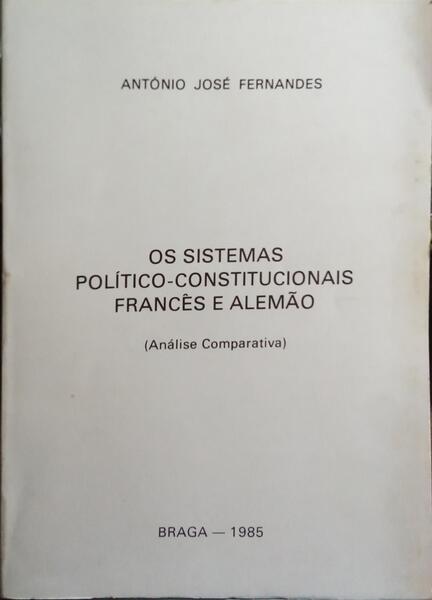 ANTÓNIO JOSÉ FERNANDES
OS SISTEMAS
POLÍTICO-CONSTITUCIONAIS
FRANCÊS E ALEMÃO
(Análise Comparativa)
BRAGA — 1985